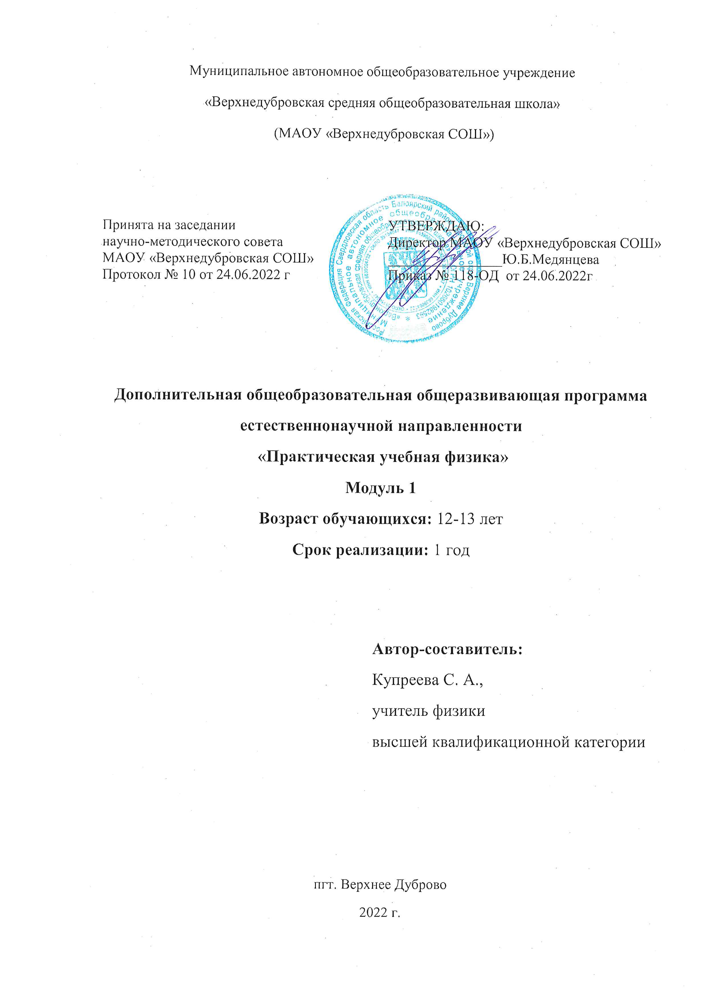 Муниципальное автономное общеобразовательное учреждение
«Верхнедубровская средняя общеобразовательная школа»
(МАОУ «Верхнедубровская СОШ»)
Принята на заседании
научно-методического совета
МАОУ «Верхнедубровская СОШ»
Протокол № 10 от 24.06.2022 г
УТВЕРЖДАЮ:
Директор МАОУ «Верхнедубровская СОШ»
Ю.Б.Медянцева
Приказ № 118-ОД от 24.06.2022г
Российская Федерация Свердловская область Белоярский район городской округ Верхнее Дуброво
Муниципальное автономное общеобразовательное учреждение
«Верхнедубровская средняя общеобразовательная школа»
Дополнительная общеобразовательная общеразвивающая программа
естественнонаучной направленности
«Практическая учебная физика»
Модуль 1
Возраст обучающихся: 12-13 лет
Срок реализации: 1 год
Автор-составитель:
Купреева С. А.,
учитель физики
высшей квалификационной категории
пгт. Верхнее Дуброво
2022 г.